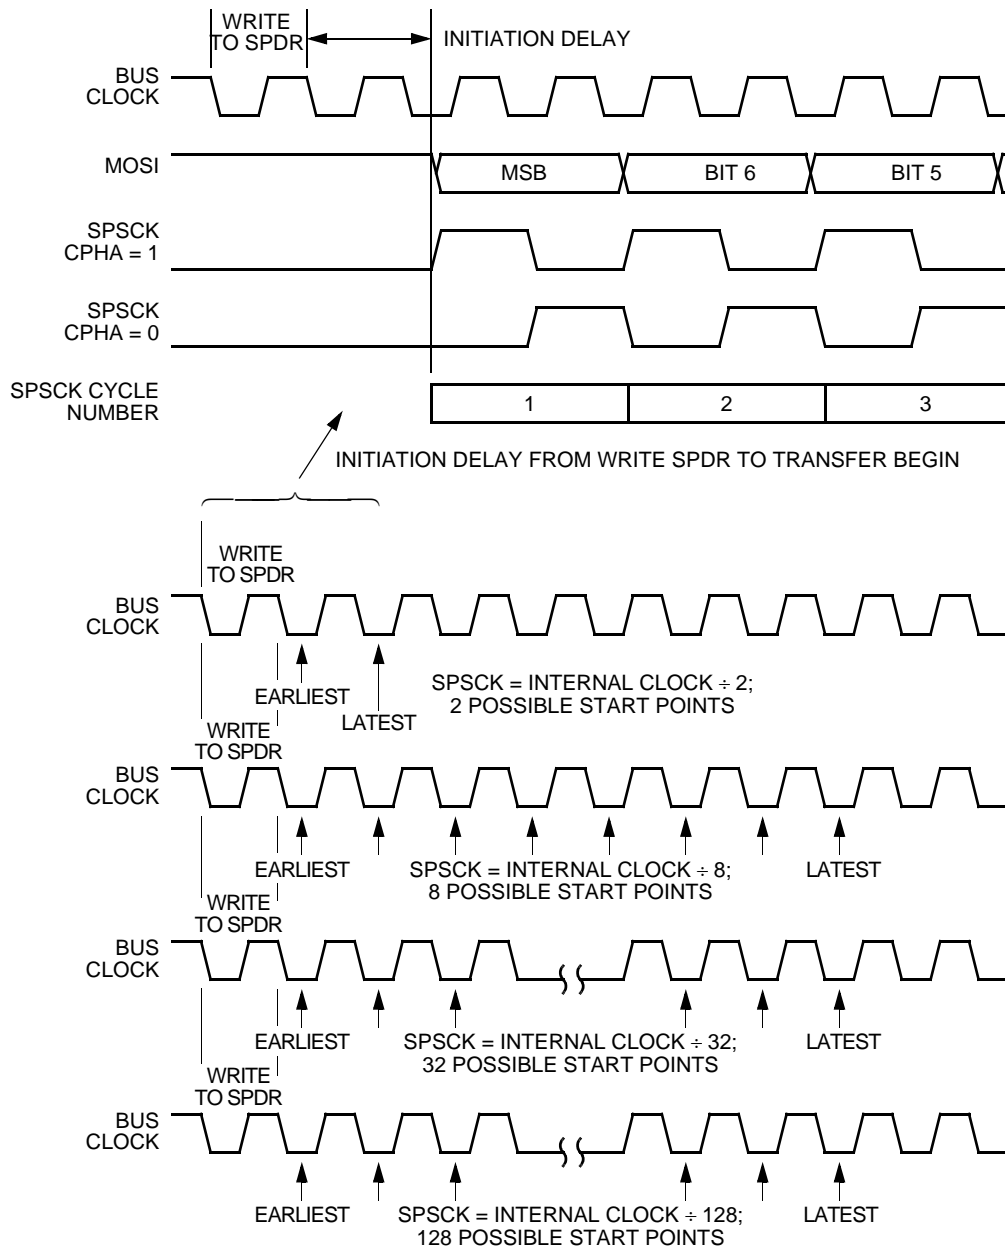 WRITE
TO SPDR
INITIATION DELAY
BUS
CLOCK
MOSI
MSB
BIT 6
BIT 5
SPSCK
CPHA = 1
SPSCK
CPHA = 0
SPSCK CYCLE
NUMBER
1
2
3
INITIATION DELAY FROM WRITE SPDR TO TRANSFER BEGIN
WRITE
TO SPDR
BUS
CLOCK
EARLIEST
LATEST
SPSCK = INTERNAL CLOCK ÷ 2;
2 POSSIBLE START POINTS
WRITE
TO SPDR
BUS
CLOCK
EARLIEST
SPSCK = INTERNAL CLOCK ÷ 8;
8 POSSIBLE START POINTS
LATEST
WRITE
TO SPDR
BUS
CLOCK
EARLIEST
SPSCK = INTERNAL CLOCK ÷ 32;
32 POSSIBLE START POINTS
LATEST
WRITE
TO SPDR
BUS
CLOCK
EARLIEST
SPSCK = INTERNAL CLOCK ÷ 128;
128 POSSIBLE START POINTS
LATEST